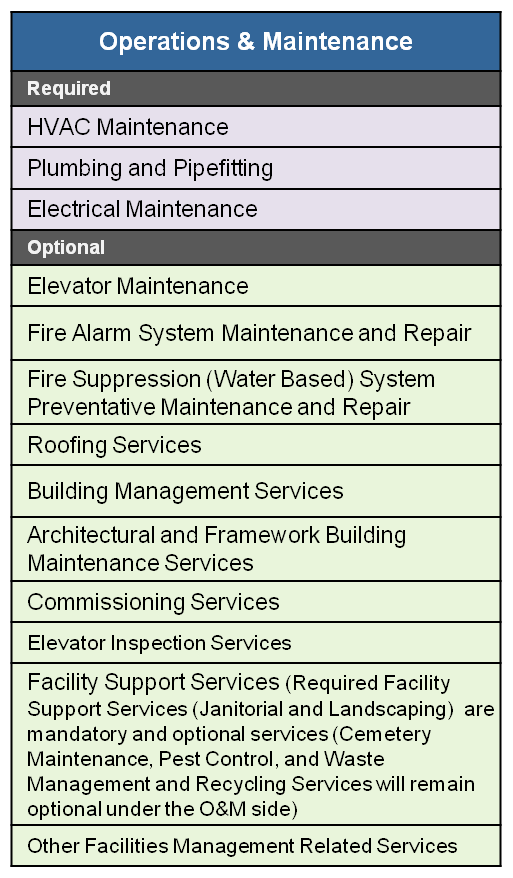 Operations & Maintenance
Required
HVAC Maintenance
Plumbing and Pipefitting
Electrical Maintenance
Optional
Elevator Maintenance
Fire Alarm System Maintenance and Repair
Fire Suppression (Water Based) System
Preventative Maintenance and Repair
Roofing Services
Building Management Services
Architectural and Framework Building
Maintenance Services
Commissioning Services
Elevator Inspection Services
Facility Support Services (Required Facility
Support Services (Janitorial and Landscaping)  are
mandatory and optional services (Cemetery
Maintenance, Pest Control, and Waste
Management and Recycling Services will remain
optional under the O&M side)
Other Facilities Management Related Services